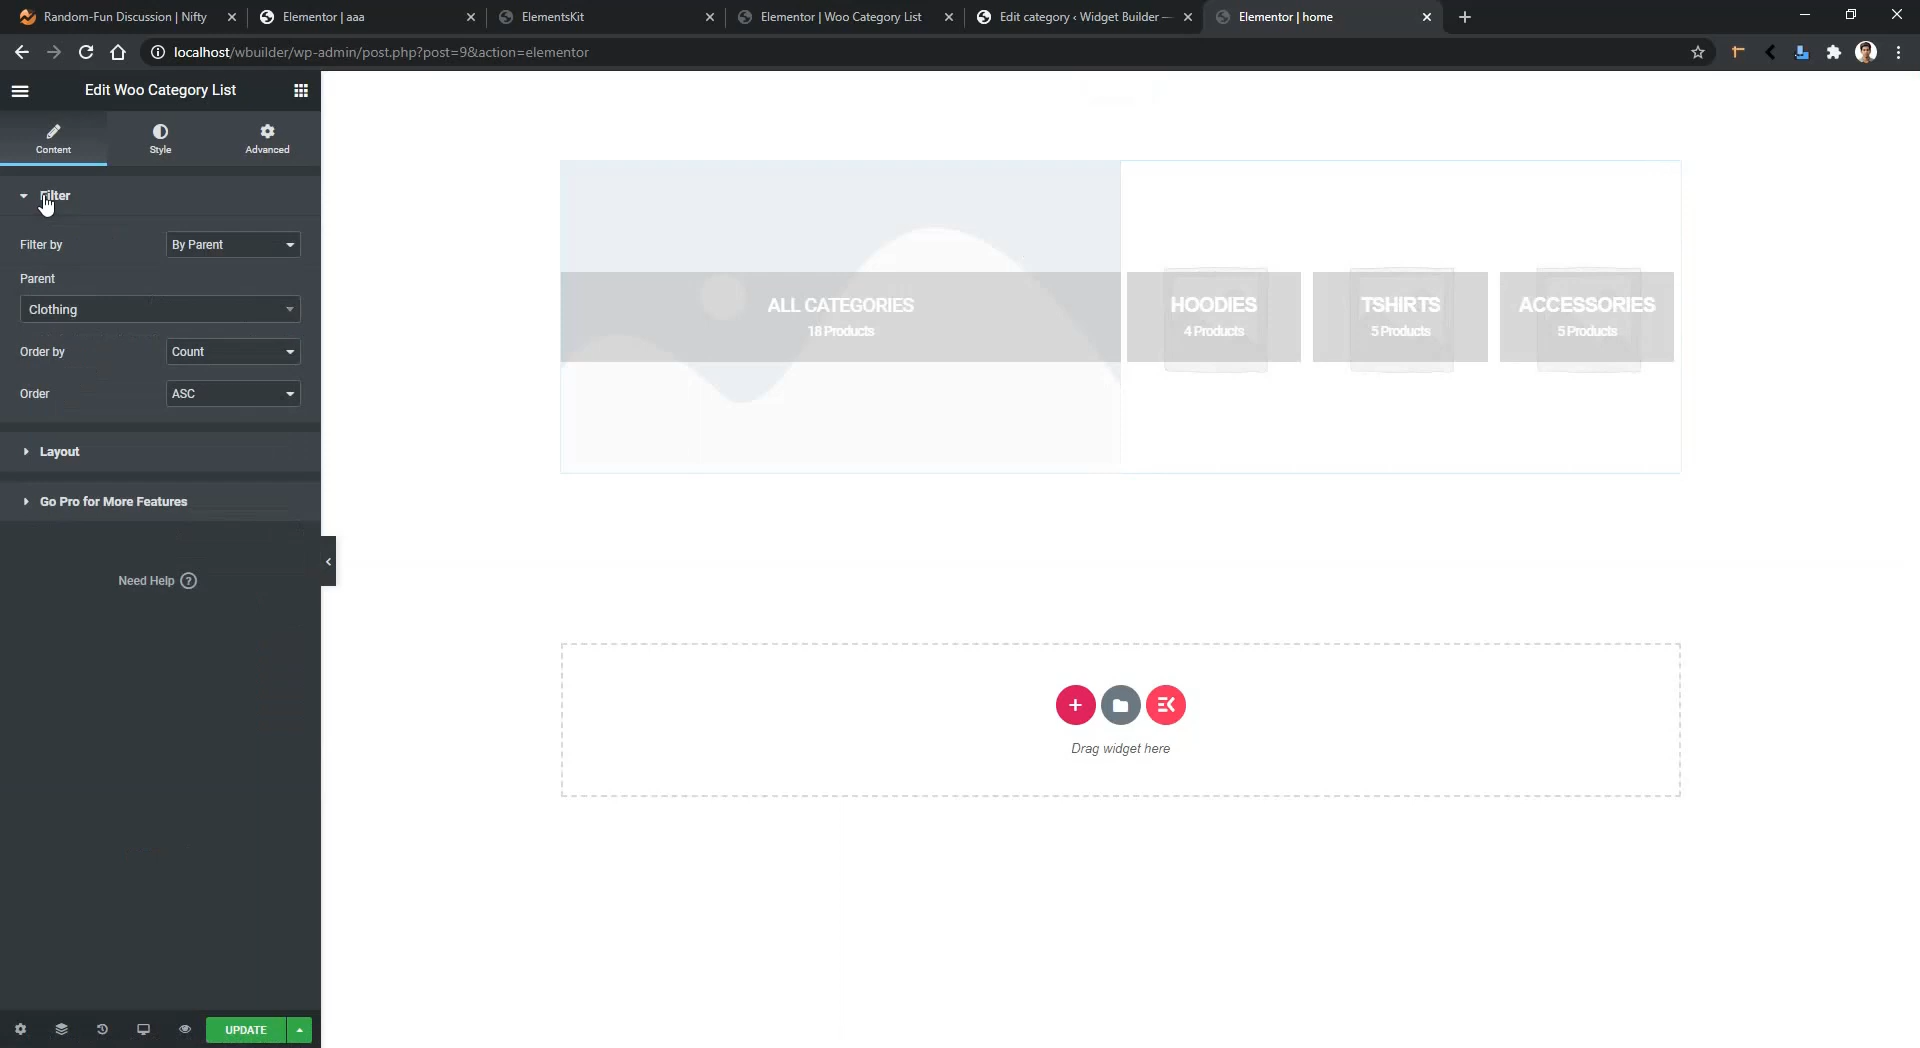 Random-Fun Discussion | Nifty
Elementor | aaa
ElementsKit
Elementor | Woo Category List
Edit category ‹ Widget Builder —
Elementor | home
localhost/wbuilder/wp-admin/post.php?post=9&action=elementor
Edit Woo Category List
Content
Style
Advanced
Filter
Filter by
By Parent
Parent
Clothing
Order by
Count
Order
ASC
Layout
Go Pro for More Features
Need Help ?
UPDATE
ALL CATEGORIES
18 Products
HOODIES
4 Products
TSHIRTS
5 Products
ACCESSORIES
5 Products
Drag widget here